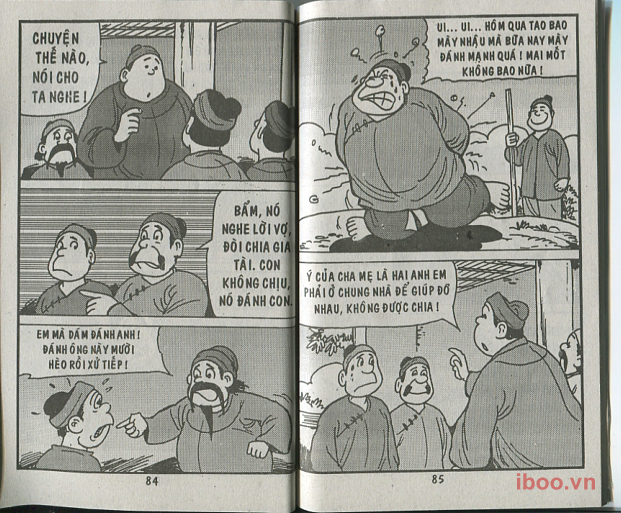 CHUYỆN
THẾ NÀO,
NÓI CHO
TA NGHE !
BẨM, NÓ
NGHE LỜI VỢ,
ĐÒI CHIA GIA
TÀI. CON
KHÔNG CHỊU,
NÓ ĐÁNH CON.
EM MÀ DÁM ĐÁNH ANH !
ĐÁNH ÔNG NÀY MƯỜI
HÈO RỒI XỬ TIẾP !
84
UI... UI... HÔM QUA TAO BAO
MÀY NHẬU MÀ BỮA NAY MÀY
ĐÁNH MẠNH QUÁ ! MAI MỐT
KHÔNG BAO NỮA !
Ý CỦA CHA MẸ LÀ HAI ANH EM
PHẢI Ở CHUNG NHÀ ĐỂ GIÚP ĐỠ
NHAU, KHÔNG ĐƯỢC CHIA !
85
iboo.vn